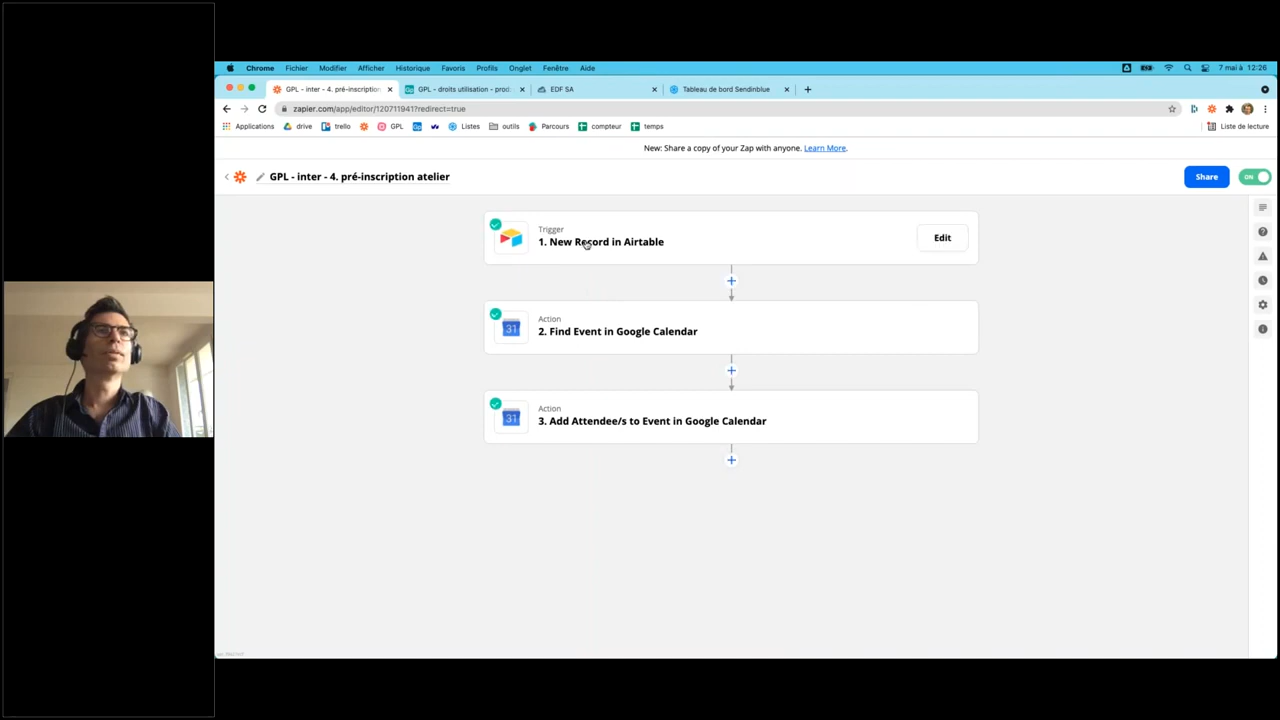 Chrome Fichier Modifier Afficher Historique Favoris Profils Onglet Fenêtre Aide 7 mai à 12:26
GPL - inter - 4. pré-inscription GPL - droits utilisation - prod: EDF SA Tableau de bord Sendinblue
zapier.com/app/editor/120711941?redirect=true
Applications drive trello GPL Listes outils Parcours compteur temps Liste de lecture
New: Share a copy of your Zap with anyone. Learn More.
GPL - inter - 4. pré-inscription atelier Share ON
Trigger
1. New Record in Airtable Edit
Action
31 2. Find Event in Google Calendar
Action
31 3. Add Attendee/s to Event in Google Calendar